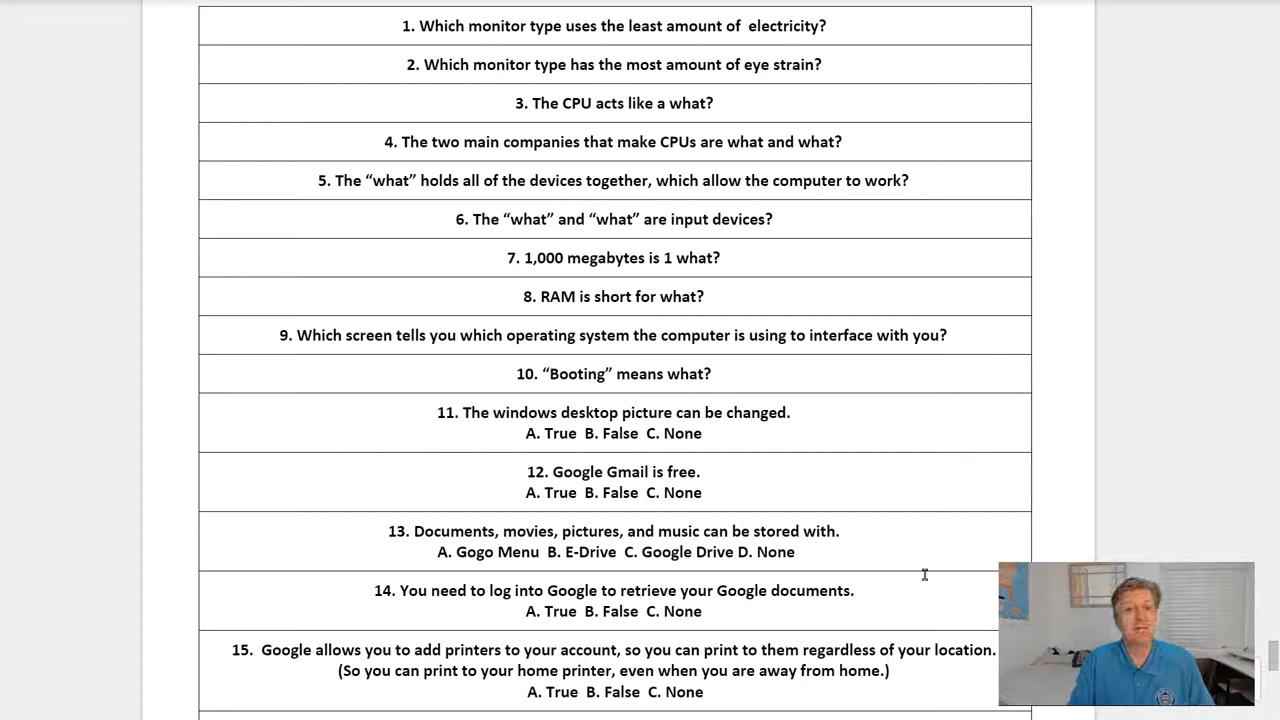 1. Which monitor type uses the least amount of  electricity?
2. Which monitor type has the most amount of eye strain?
3. The CPU acts like a what?
4. The two main companies that make CPUs are what and what?
5. The “what” holds all of the devices together, which allow the computer to work?
6. The “what” and “what” are input devices?
7. 1,000 megabytes is 1 what?
8. RAM is short for what?
9. Which screen tells you which operating system the computer is using to interface with you?
10. “Booting” means what?
11. The windows desktop picture can be changed.
A. True  B. False  C. None
12. Google Gmail is free.
A. True  B. False  C. None
13. Documents, movies, pictures, and music can be stored with.
A. Gogo Menu  B. E-Drive  C. Google Drive D. None
14. You need to log into Google to retrieve your Google documents.
A. True  B. False  C. None
15.  Google allows you to add printers to your account, so you can print to them regardless of your location.
(So you can print to your home printer, even when you are away from home.)
A. True  B. False  C. None